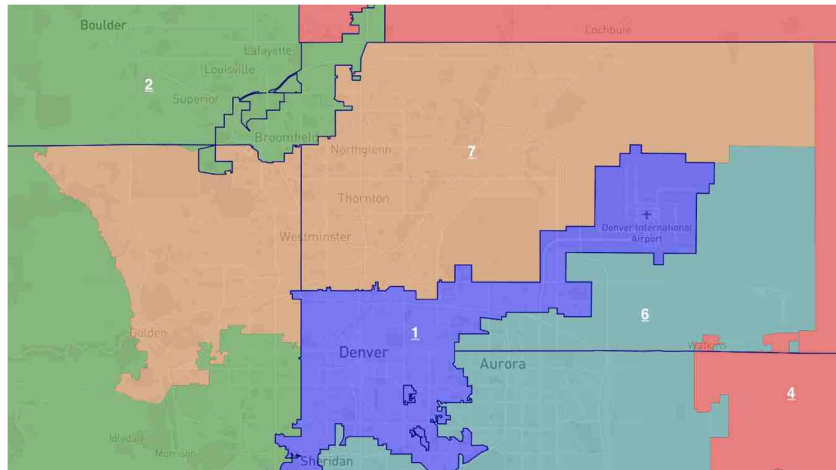 Boulder
Lochbuie
Lafayette
Louisville
2
Superior
Broomfield
Northglenn
7
Thornton
Westminster
Denver International
Airport
6
Golden
1
Watkins
Denver
Aurora
4
Idledale
Morrison
Sheridan